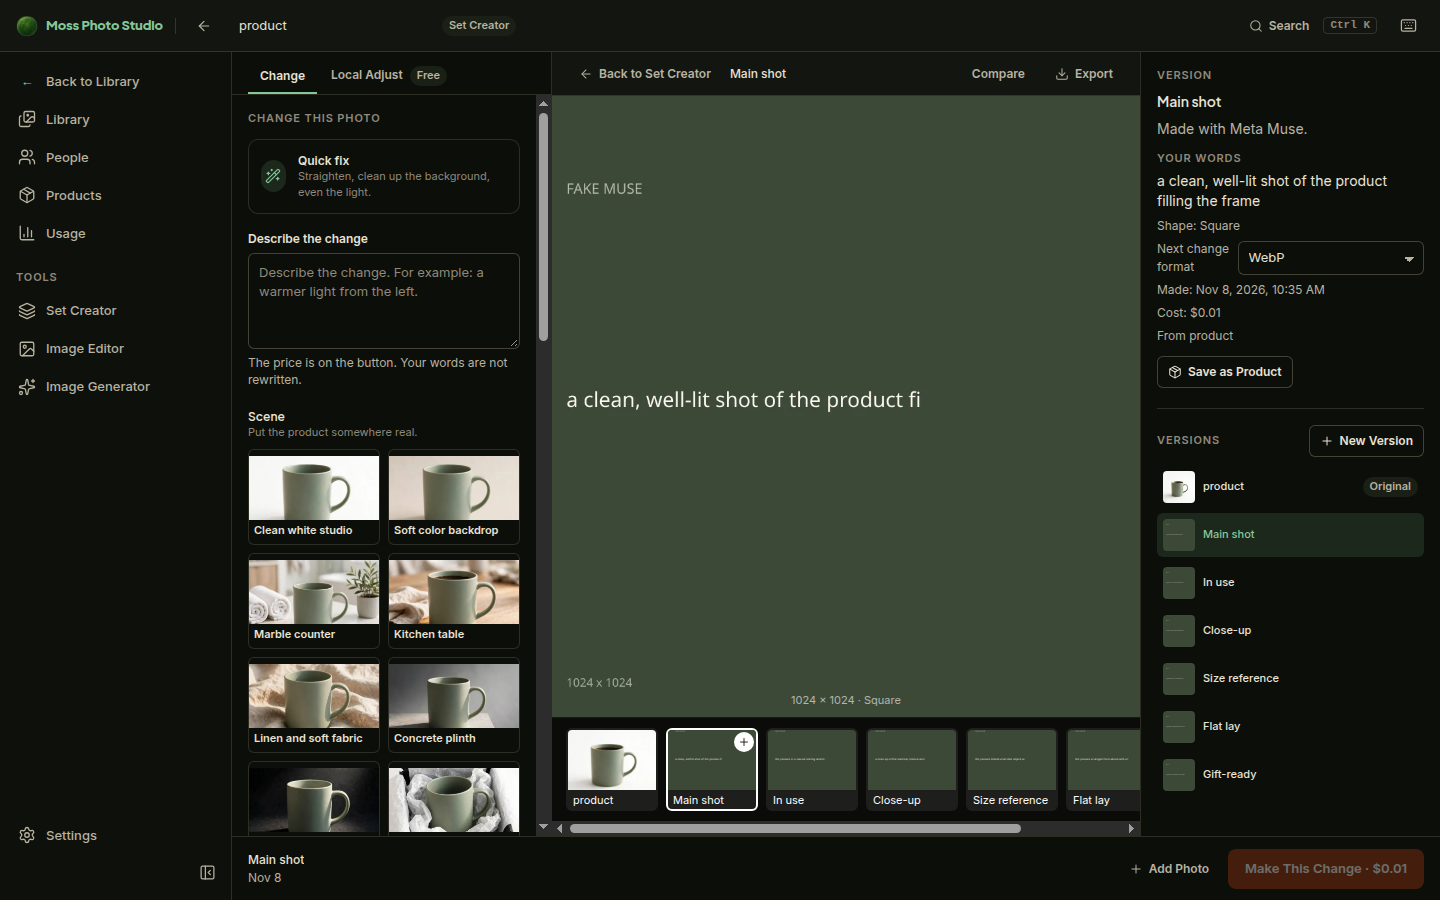 Moss Photo Studio
product
Set Creator
Search
Ctrl K
← Back to Library
Library
People
Products
Usage
TOOLS
Set Creator
Image Editor
Image Generator
Settings
Change
Local Adjust
Free
CHANGE THIS PHOTO
Quick fix
Straighten, clean up the background,
even the light.
Describe the change
Describe the change. For example: a
warmer light from the left.
The price is on the button. Your words are not
rewritten.
Scene
Put the product somewhere real.
Clean white studio
Soft color backdrop
Marble counter
Kitchen table
Linen and soft fabric
Concrete plinth
Back to Set Creator
Main shot
Compare
Export
FAKE MUSE
a clean, well-lit shot of the product fi
1024 x 1024
1024 × 1024 · Square
product
Main shot
In use
Close-up
Size reference
Flat lay
VERSION
Main shot
Made with Meta Muse.
YOUR WORDS
a clean, well-lit shot of the product
filling the frame
Shape: Square
Next change
format
WebP
Made: Nov 8, 2026, 10:35 AM
Cost: $0.01
From product
Save as Product
VERSIONS
New Version
product
Original
Main shot
In use
Close-up
Size reference
Flat lay
Gift-ready
Main shot
Nov 8
Add Photo
Make This Change · $0.01